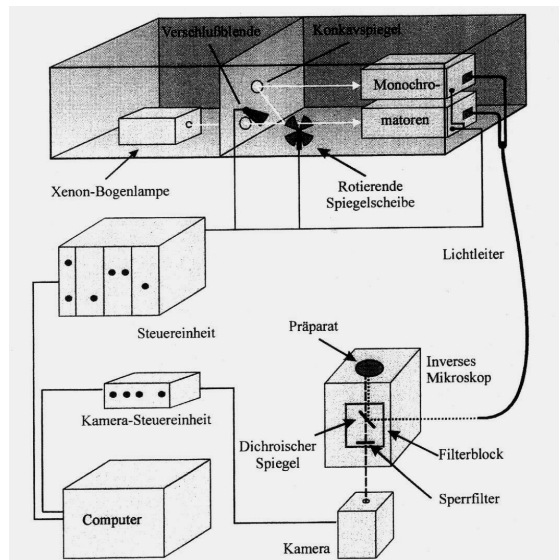 Verschlußblende
Konkavspiegel
Monochro-
matoren
Xenon-Bogenlampe
Rotierende
Spiegelscheibe
Lichtleiter
Steuereinheit
Präparat
Inverses
Mikroskop
Kamera-Steuereinheit
Dichroischer
Spiegel
Filterblock
Sperrfilter
Computer
Kamera